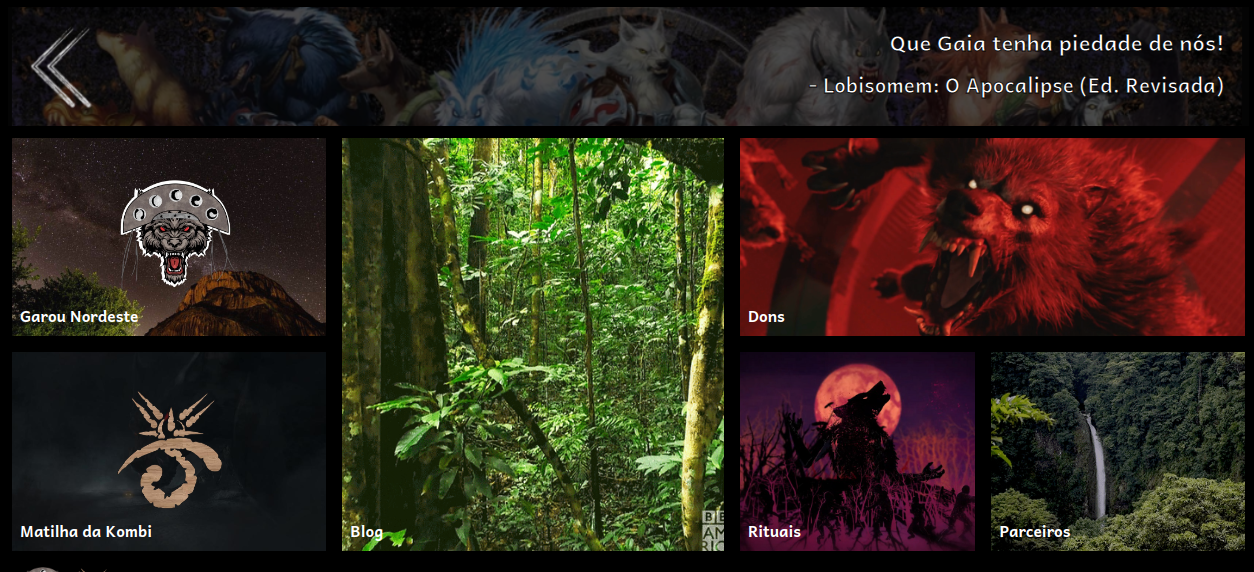 Que Gaia tenha piedade de nós!
- Lobisomem: O Apocalipse (Ed. Revisada)
Garou Nordeste
Dons
Matilha da Kombi
Blog
Rituais
Parceiros